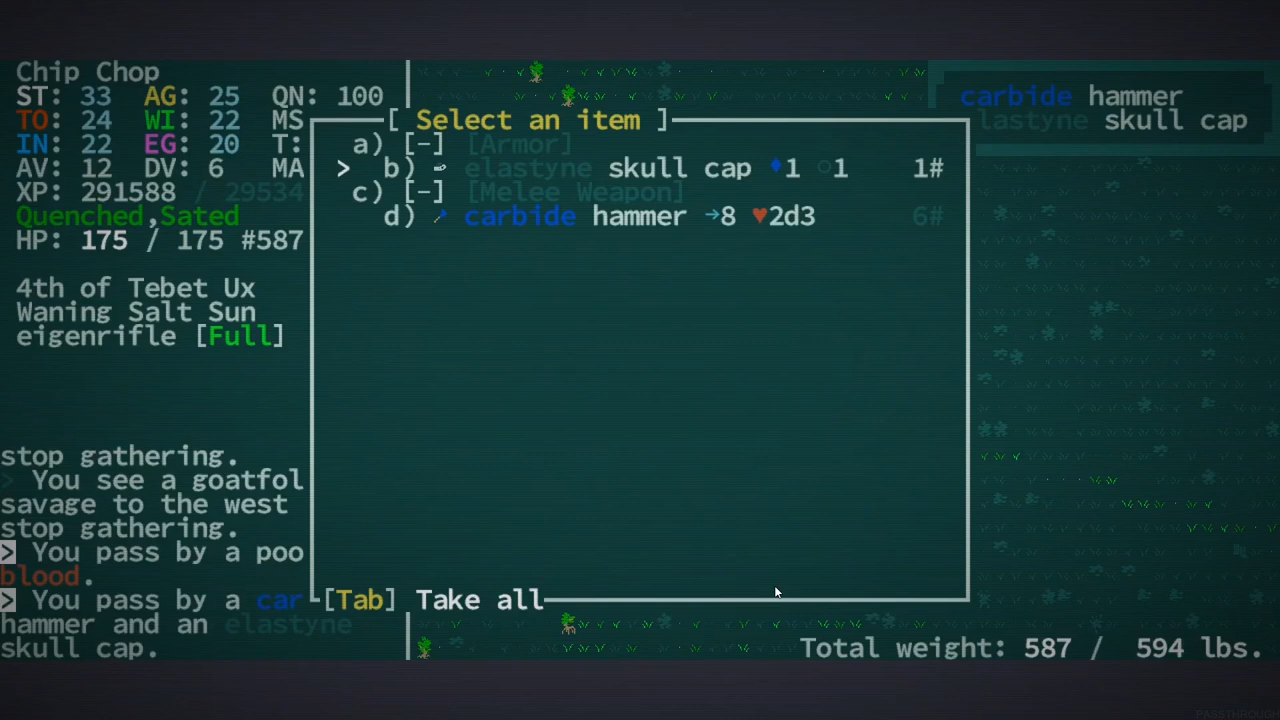 Chip Chop
ST: 33 AG: 25 QN: 100
TO: 24 WI: 22 MS
IN: 22 EG: 20 T:
AV: 12 DV: 6 MA
XP: 291588 / 29534
Quenched,Sated
HP: 175 / 175 #587
4th of Tebet Ux
Waning Salt Sun
eigenrifle [Full]
stop gathering.
> You see a goatfol
savage to the west
stop gathering.
> You pass by a poo
blood.
> You pass by a car
hammer and an elastyne
skull cap.
[ Select an item ]
a) [-] [Armor]
> b) elastyne skull cap ♦1 ○1 1#
c) [-] [Melee Weapon]
d) carbide hammer →8 ♥2d3 6#
[Tab] Take all
carbide hammer
lastyne skull cap
Total weight: 587 / 594 lbs.